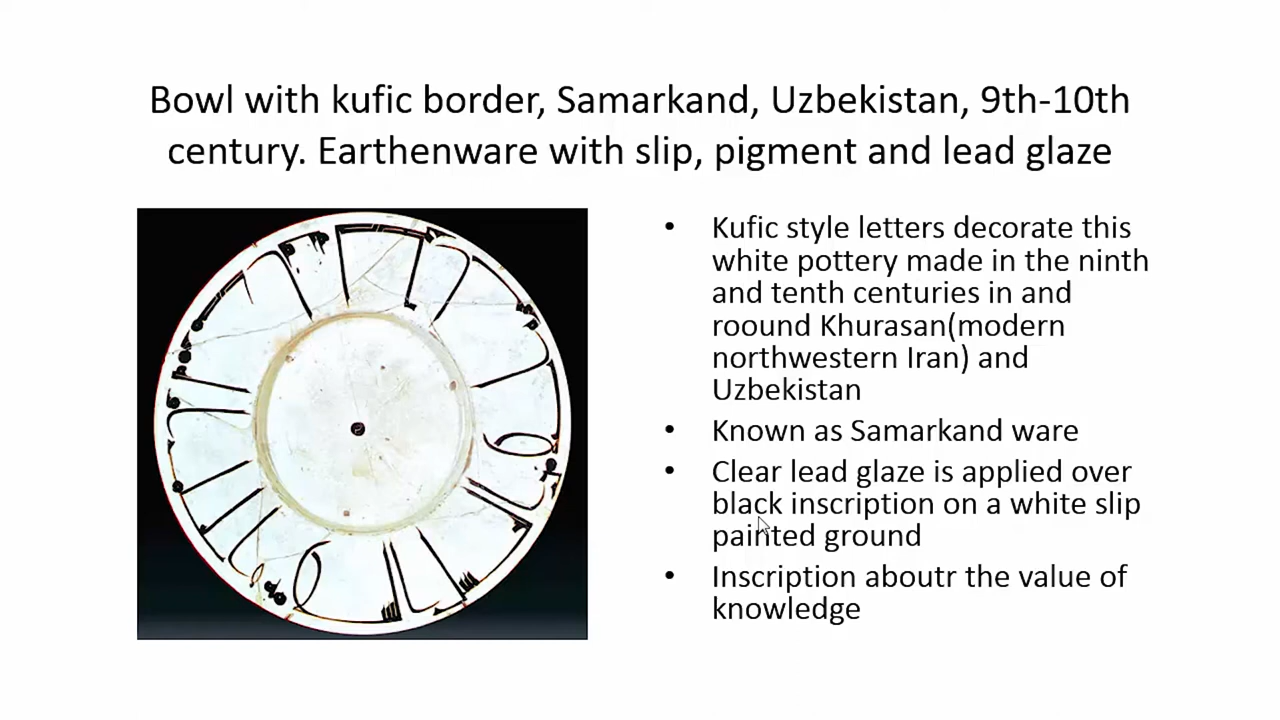 Bowl with kufic border, Samarkand, Uzbekistan, 9th-10th
century. Earthenware with slip, pigment and lead glaze
• Kufic style letters decorate this
white pottery made in the ninth
and tenth centuries in and
roound Khurasan(modern
northwestern Iran) and
Uzbekistan
• Known as Samarkand ware
• Clear lead glaze is applied over
black inscription on a white slip
painted ground
• Inscription aboutr the value of
knowledge